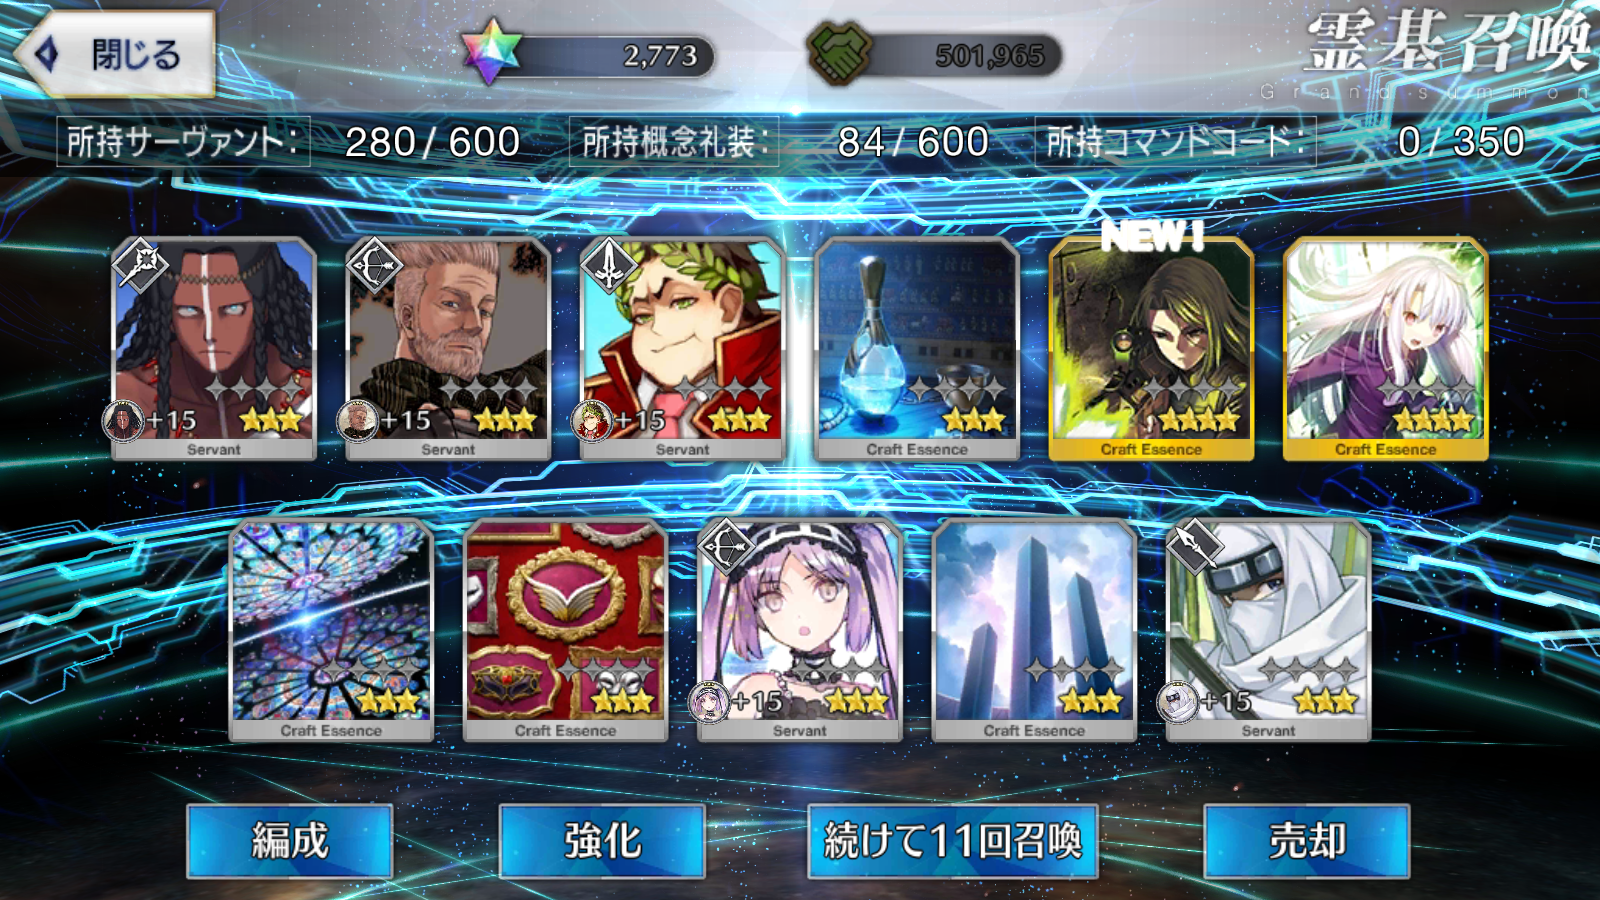 閉じる
2,773
501,965
霊基召喚
Grand summon
所持サーヴァント: 280 / 600
所持概念礼装: 84 / 600
所持コマンドコード: 0 / 350
NEW!
+15
+15
+15
Servant
Servant
Servant
Craft Essence
Craft Essence
Craft Essence
+15
+15
Craft Essence
Craft Essence
Servant
Craft Essence
Servant
編成
強化
続けて11回召喚
売却